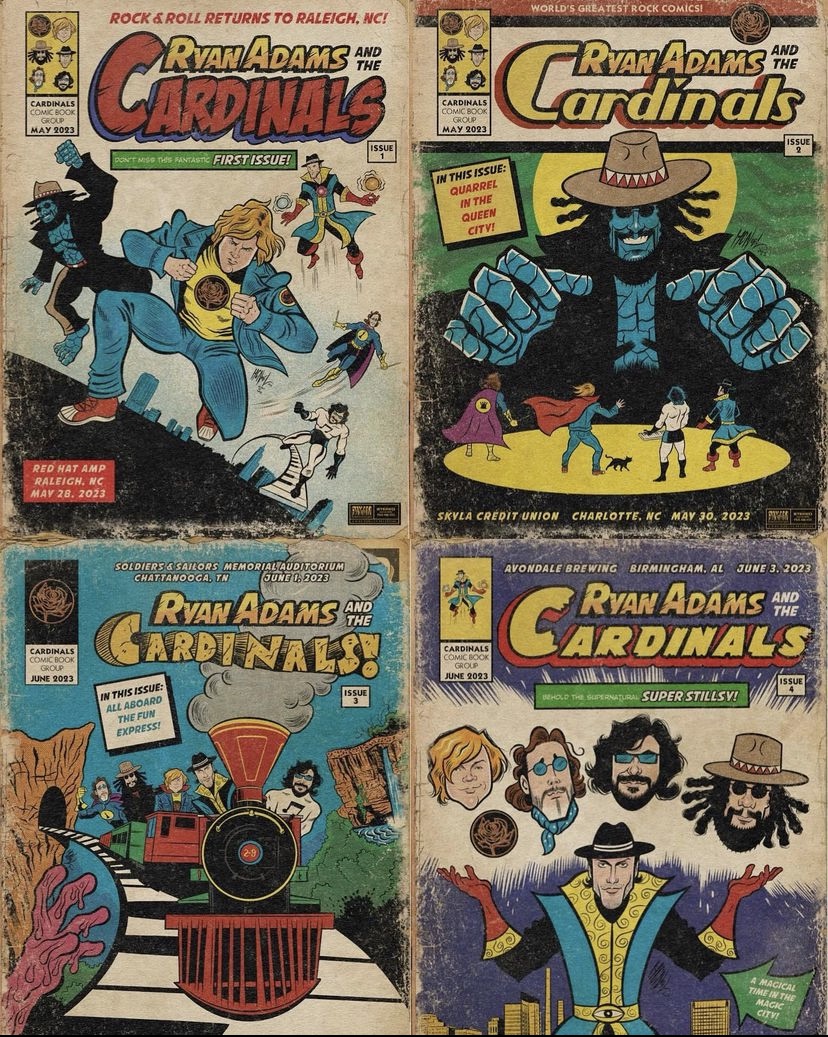 ROCK & ROLL RETURNS TO RALEIGH, NC!
RYAN ADAMS AND THE
CARDINALS
CARDINALS
COMIC BOOK
GROUP
MAY 2023
DON'T MISS THIS FANTASTIC FIRST ISSUE!
ISSUE
1
RED HAT AMP
RALEIGH, NC
MAY 28, 2023
WORLD'S GREATEST ROCK COMICS!
RYAN ADAMS AND THE
Cardinals
CARDINALS
COMIC BOOK
GROUP
MAY 2023
ISSUE
2
IN THIS ISSUE:
QUARREL
IN THE
QUEEN
CITY!
SKYLA CREDIT UNION CHARLOTTE, NC MAY 30, 2023
SOLDIERS & SAILORS MEMORIAL AUDITORIUM
CHATTANOOGA, TN JUNE 1, 2023
RYAN ADAMS AND THE
CARDINALS!
CARDINALS
COMIC BOOK
GROUP
JUNE 2023
ISSUE
3
IN THIS ISSUE:
ALL ABOARD
THE FUN
EXPRESS!
29
AVONDALE BREWING BIRMINGHAM, AL JUNE 3, 2023
RYAN ADAMS AND THE
CARDINALS
CARDINALS
COMIC BOOK
GROUP
JUNE 2023
BEHOLD THE SUPERNATURAL SUPER STILLSY!
ISSUE
4
A MAGICAL
TIME IN THE
MAGIC
CITY!